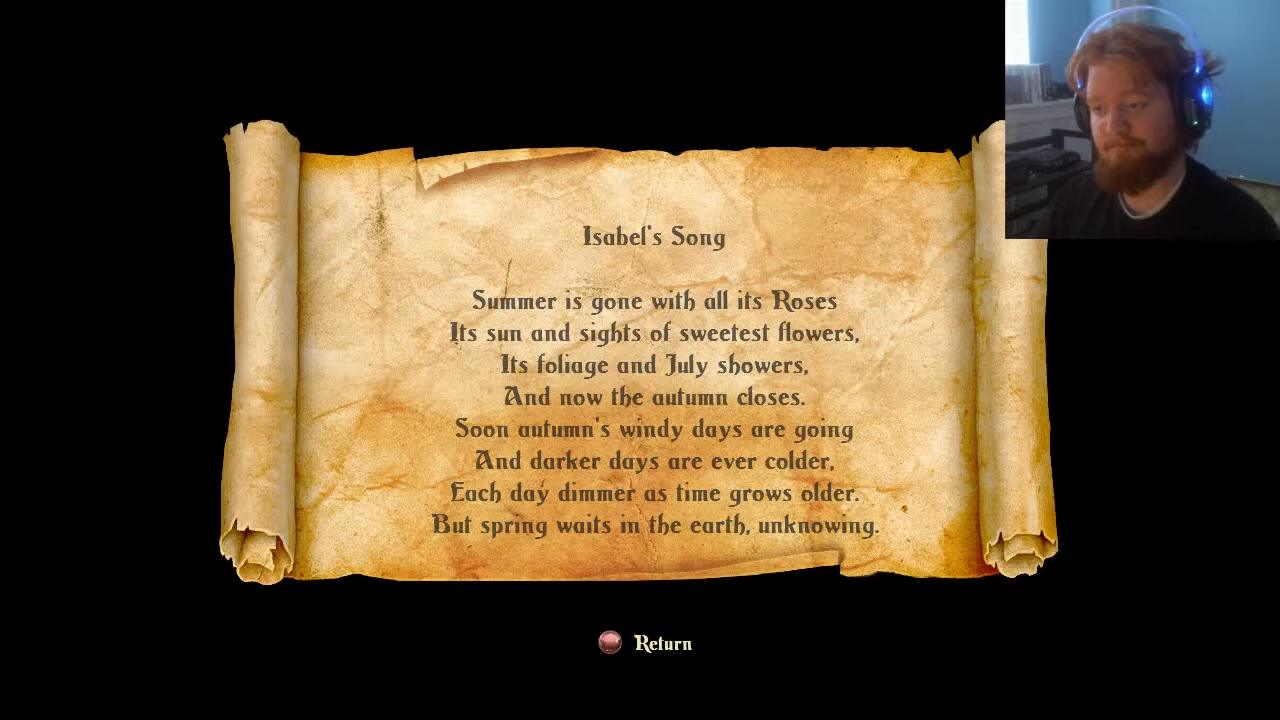 Isabel's Song
Summer is gone with all its Roses
Its sun and sights of sweetest flowers,
Its foliage and July showers,
And now the autumn closes.
Soon autumn's windy days are going
And darker days are ever colder,
Each day dimmer as time grows older.
But spring waits in the earth, unknowing.
Return